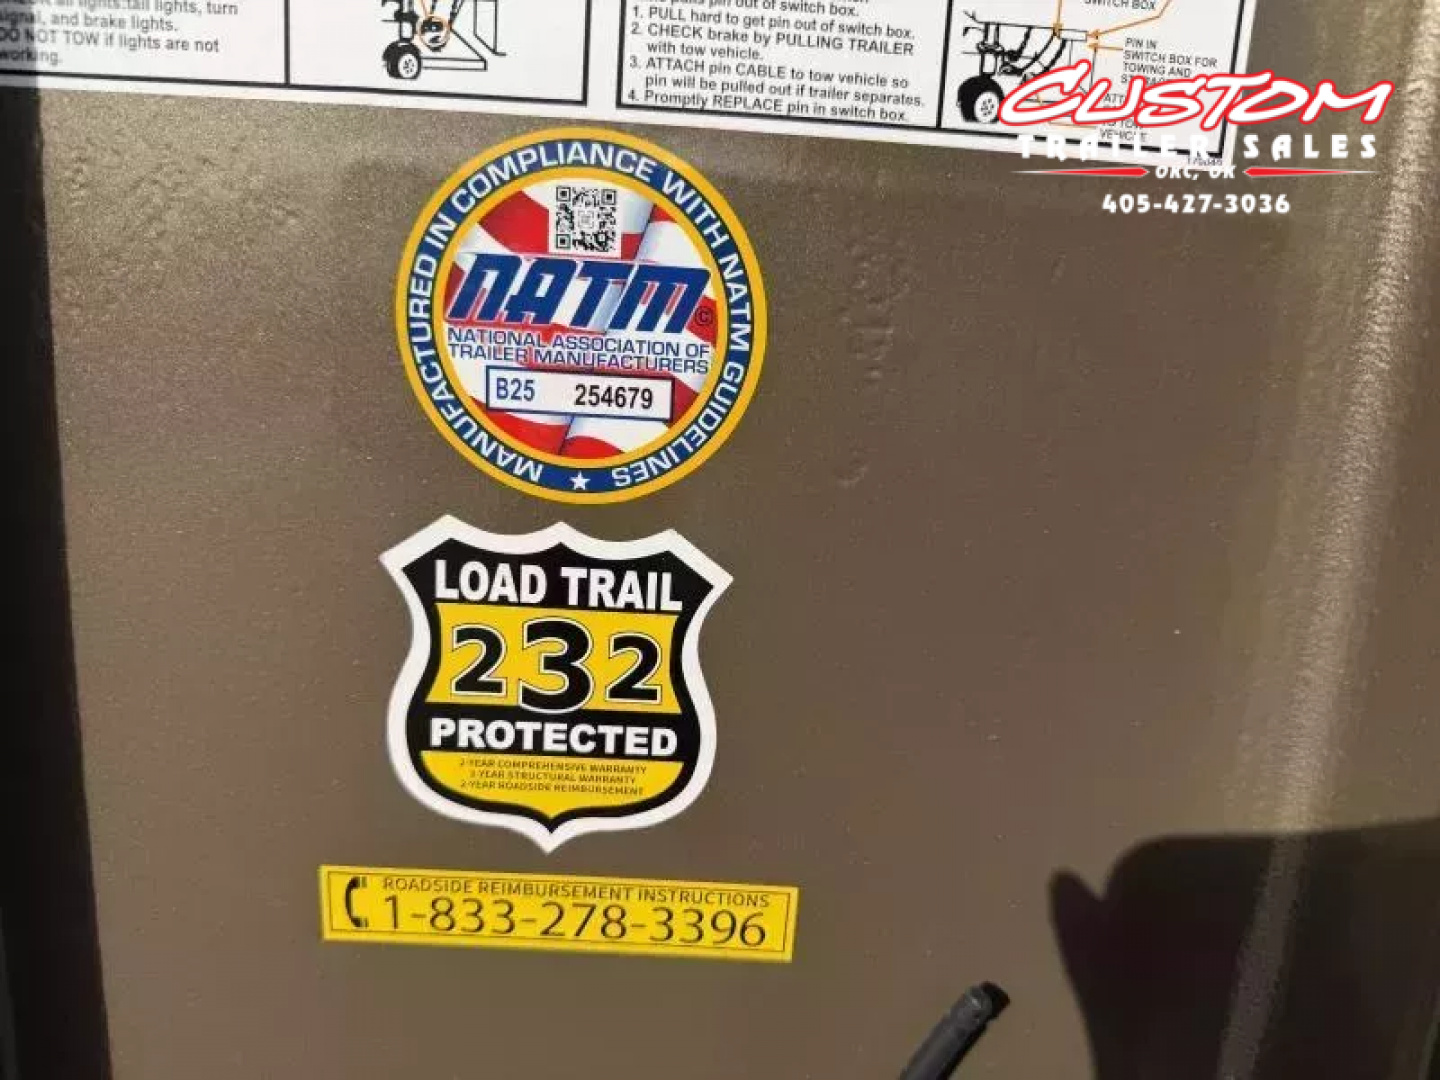 all lights:tail lights, turn
signal, and brake lights.
DO NOT TOW if lights are not
working.
pin out of switch box.
1. PULL hard to get pin out of switch box.
2. CHECK brake by PULLING TRAILER
with tow vehicle.
3. ATTACH pin CABLE to tow vehicle so
pin will be pulled out if trailer separates.
4. Promptly REPLACE pin in switch box.
SWITCH BOX
PIN IN
SWITCH BOX FOR
TOWING AND
VEHICLE
CUSTOM
TRAILER SALES
OKC, OK
405-427-3036
MANUFACTURED IN COMPLIANCE WITH NATM GUIDELINES
NATM©
NATIONAL ASSOCIATION OF
TRAILER MANUFACTURERS
B25 254679
LOAD TRAIL
232
PROTECTED
2-YEAR COMPREHENSIVE WARRANTY
3-YEAR STRUCTURAL WARRANTY
2-YEAR ROADSIDE REIMBURSEMENT
ROADSIDE REIMBURSEMENT INSTRUCTIONS
1-833-278-3396